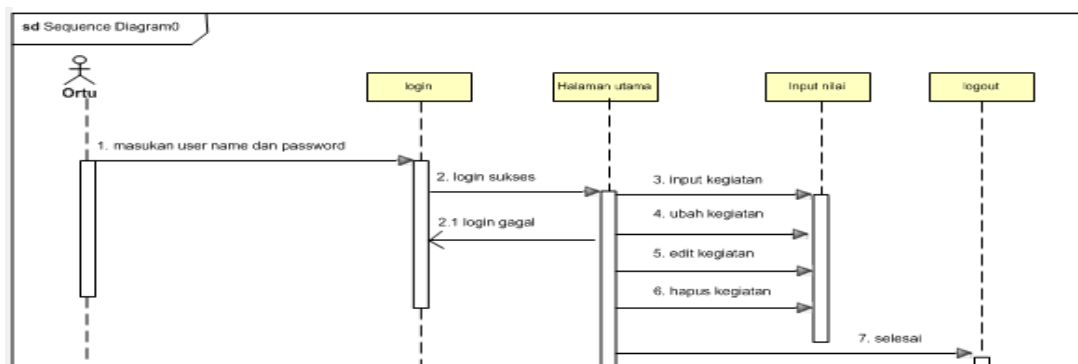 sd Sequence Diagram0
Ortu
login
Halaman utama
Input nilai
logout
1. masukan user name dan password
2. login sukses
3. input kegiatan
2.1 login gagal
4. ubah kegiatan
5. edit kegiatan
6. hapus kegiatan
7. selesai